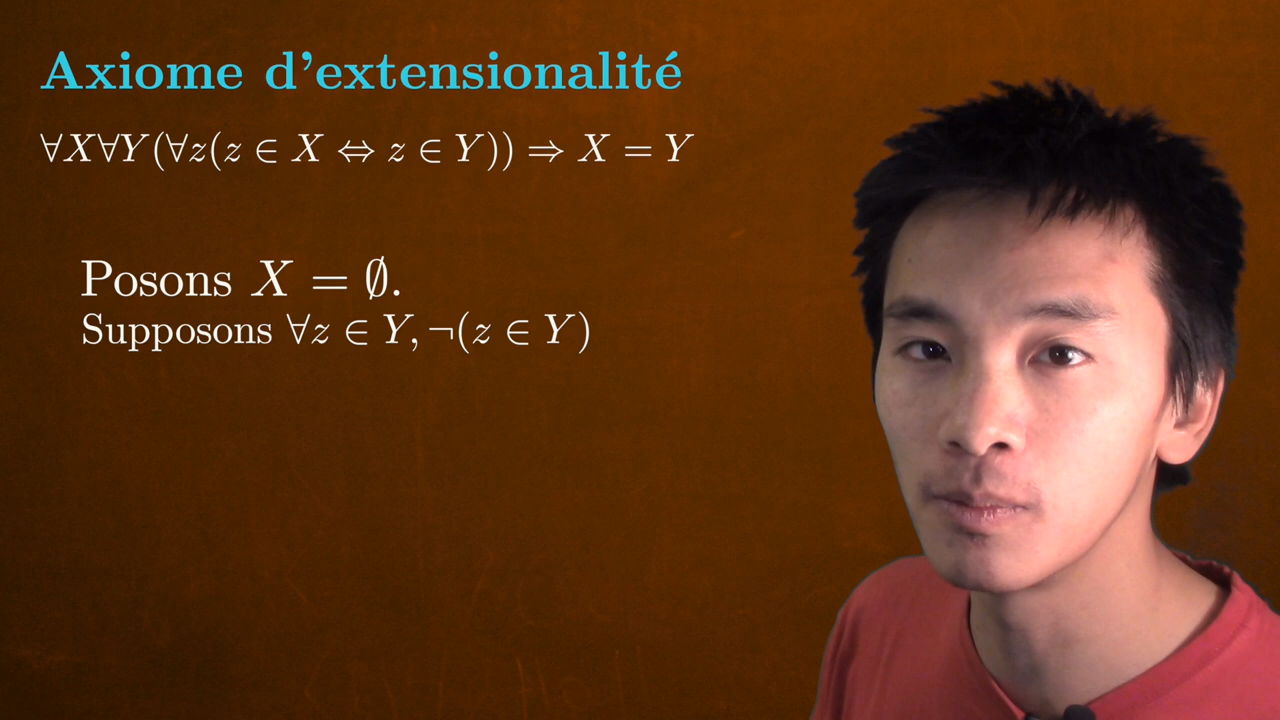 Axiome d'extensionalité
∀X∀Y(∀z(z ∈ X ⇔ z ∈ Y)) ⇒ X = Y
Posons X = ∅.
Supposons ∀z ∈ Y, ¬(z ∈ Y)